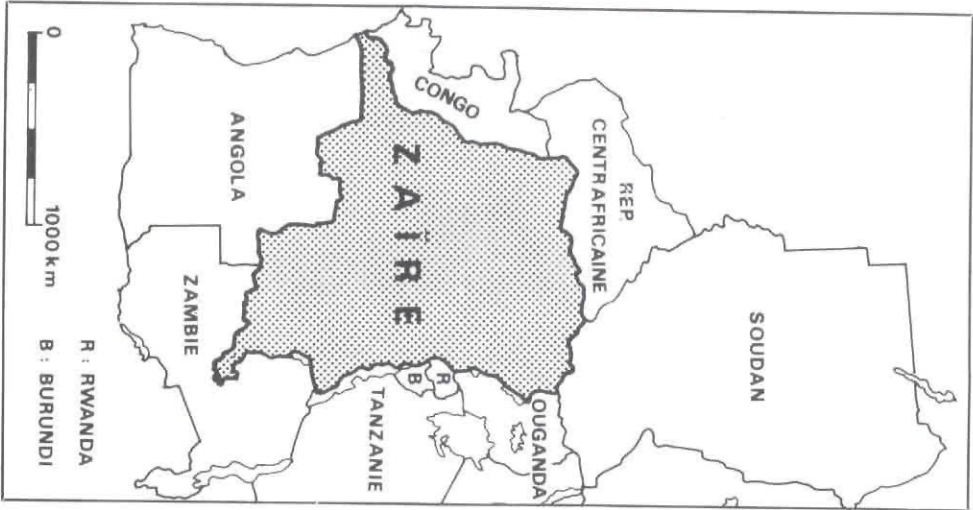 SOUDAN
REP.
CENTRAFRICAINE
OUGANDA
CONGO
ZAÏRE
R
B
TANZANIE
ANGOLA
ZAMBIE
R : RWANDA
B : BURUNDI
0 1000 km